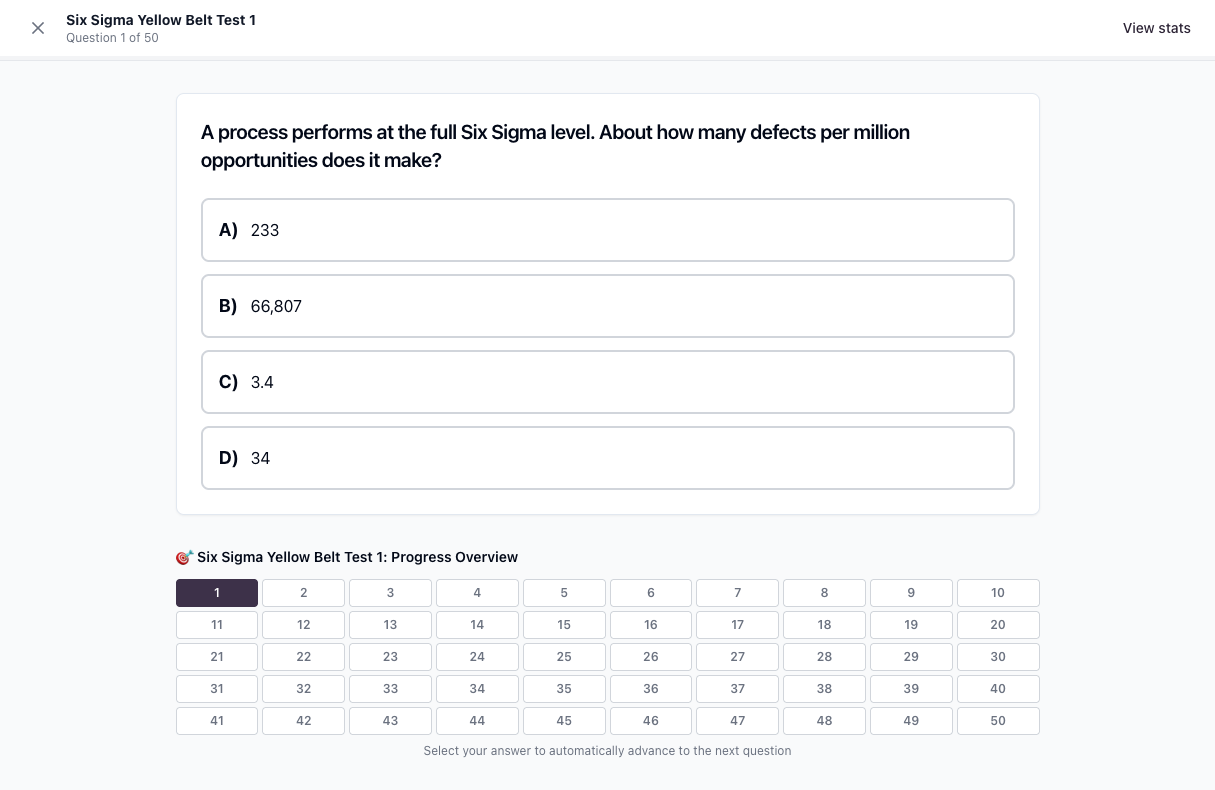 Six Sigma Yellow Belt Test 1
Question 1 of 50
View stats
A process performs at the full Six Sigma level. About how many defects per million
opportunities does it make?
A) 233
B) 66,807
C) 3.4
D) 34
🎯 Six Sigma Yellow Belt Test 1: Progress Overview
1 2 3 4 5 6 7 8 9 10
11 12 13 14 15 16 17 18 19 20
21 22 23 24 25 26 27 28 29 30
31 32 33 34 35 36 37 38 39 40
41 42 43 44 45 46 47 48 49 50
Select your answer to automatically advance to the next question